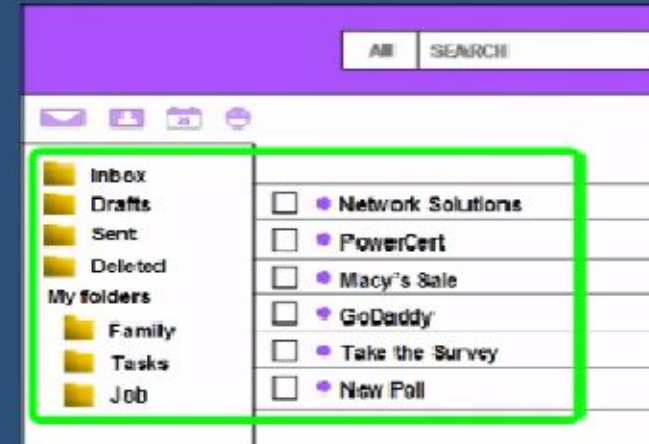 All SEARCH
Inbox
Drafts
Sent
Deleted
My folders
Family
Tasks
Job
Network Solutions
PowerCert
Macy's Sale
GoDaddy
Take the Survey
New Poll